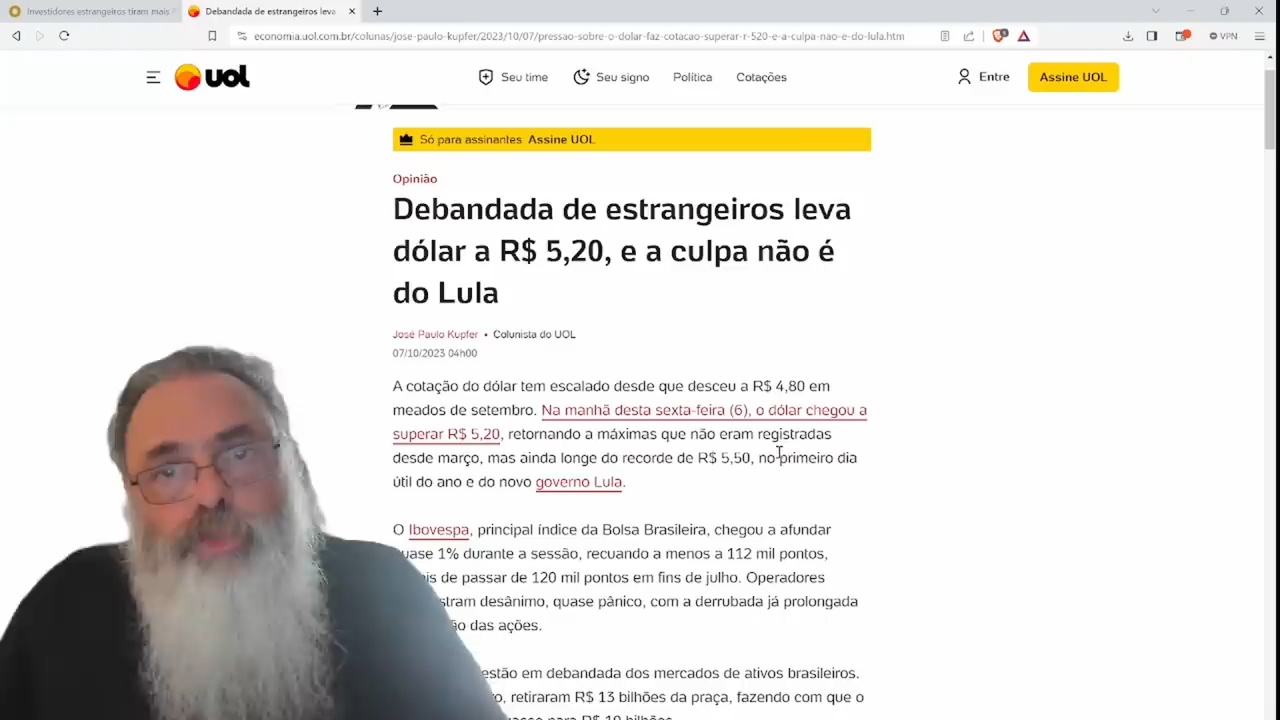 Investidores estrangeiros tiram mais
Debandada de estrangeiros leva
economia.uol.com.br/colunas/jose-paulo-kupfer/2023/10/07/pressao-sobre-o-dolar-faz-cotacao-superar-r-520-e-a-culpa-nao-e-do-lula.htm
VPN
UOL
Seu time
Seu signo
Política
Cotações
Entre
Assine UOL
Só para assinantes Assine UOL
Opinião
Debandada de estrangeiros leva
dólar a R$ 5,20, e a culpa não é
do Lula
José Paulo Kupfer • Colunista do UOL
07/10/2023 04h00
A cotação do dólar tem escalado desde que desceu a R$ 4,80 em
meados de setembro. Na manhã desta sexta-feira (6), o dólar chegou a
superar R$ 5,20, retornando a máximas que não eram registradas
desde março, mas ainda longe do recorde de R$ 5,50, no primeiro dia
útil do ano e do novo governo Lula.
O Ibovespa, principal índice da Bolsa Brasileira, chegou a afundar
quase 1% durante a sessão, recuando a menos a 112 mil pontos,
de passar de 120 mil pontos em fins de julho. Operadores
desânimo, quase pânico, com a derrubada já prolongada
das ações.
estão em debandada dos mercados de ativos brasileiros.
retiraram R$ 13 bilhões da praça, fazendo com que o
para R$ 10 bilhões